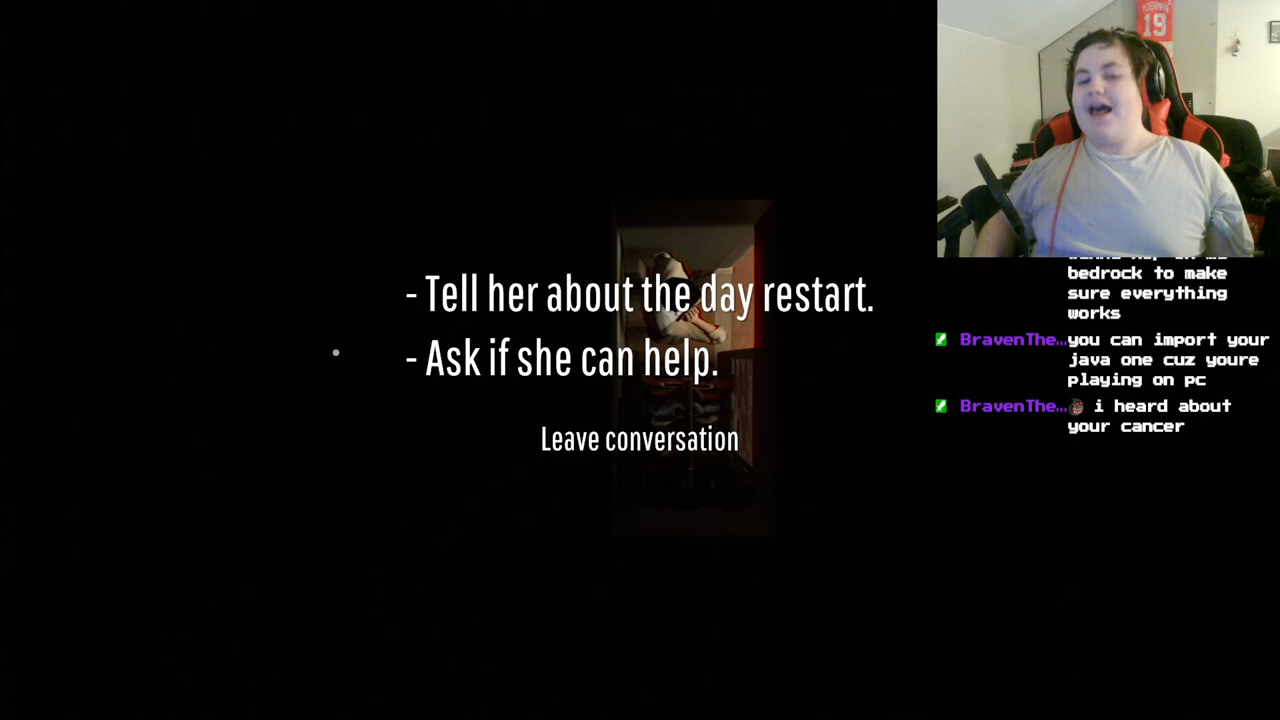 - Tell her about the day restart.
- Ask if she can help.
Leave conversation
19
bedrock to make
sure everything
works
BravenThe… you can import your
java one cuz youre
playing on pc
BravenThe… i heard about
your cancer